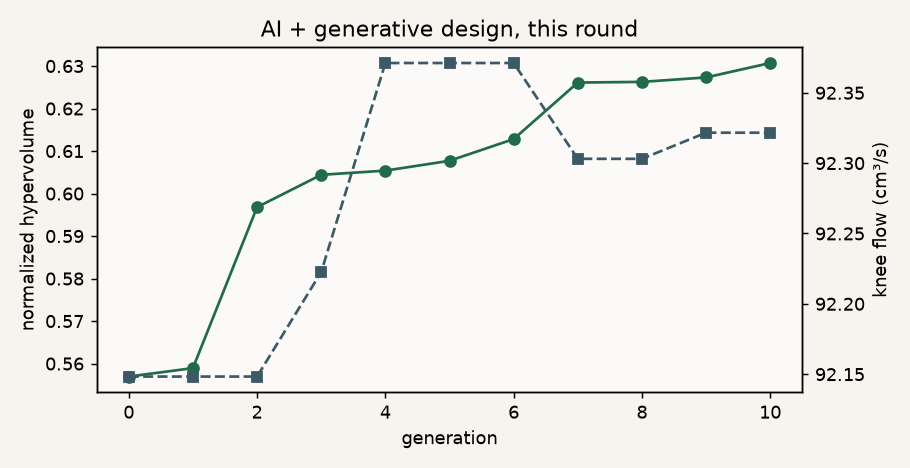 AI + generative design, this round
normalized hypervolume
0.63
0.62
0.61
0.60
0.59
0.58
0.57
0.56
92.35
92.30
92.25
92.20
92.15
knee flow (cm³/s)
0 2 4 6 8 10
generation